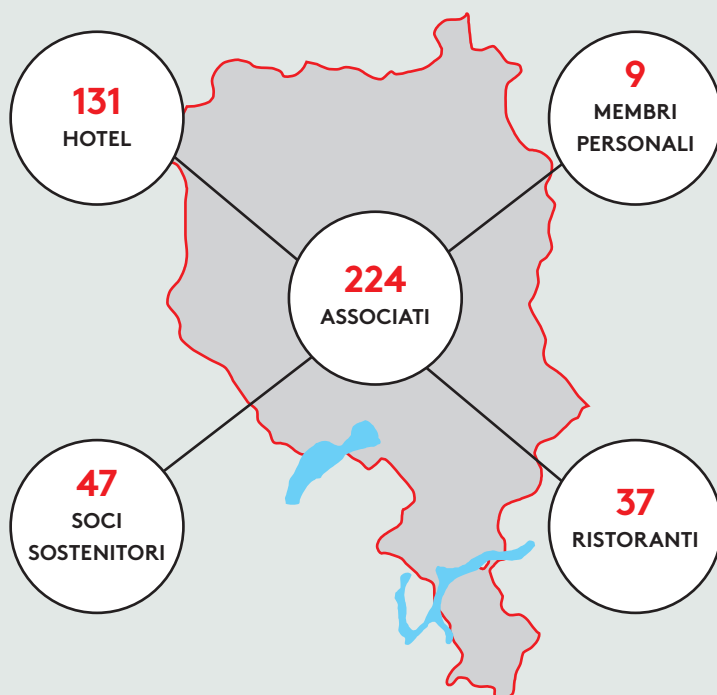 131
HOTEL
9
MEMBRI
PERSONALI
224
ASSOCIATI
47
SOCI
SOSTENITORI
37
RISTORANTI